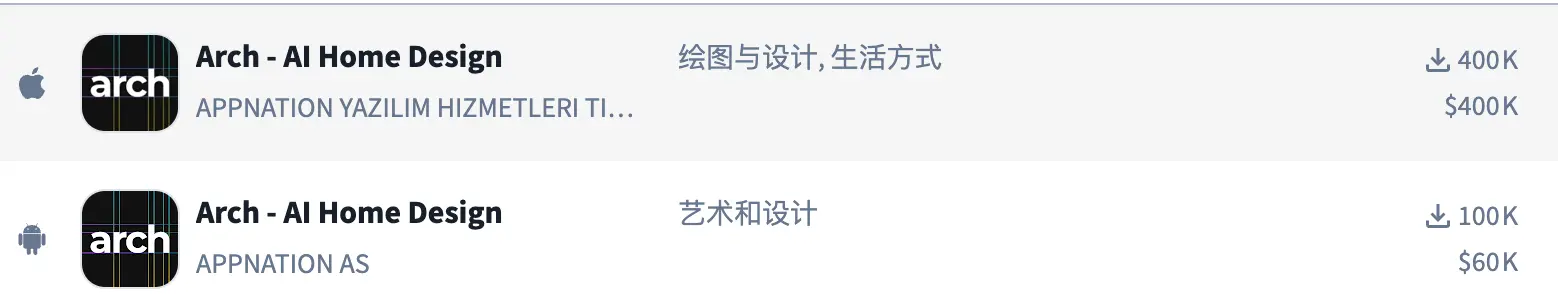 arch
Arch - AI Home Design
绘图与设计, 生活方式
400K
APPNATION YAZILIM HIZMETLERI TI...
$400K
arch
Arch - AI Home Design
艺术和设计
100K
APPNATION AS
$60K